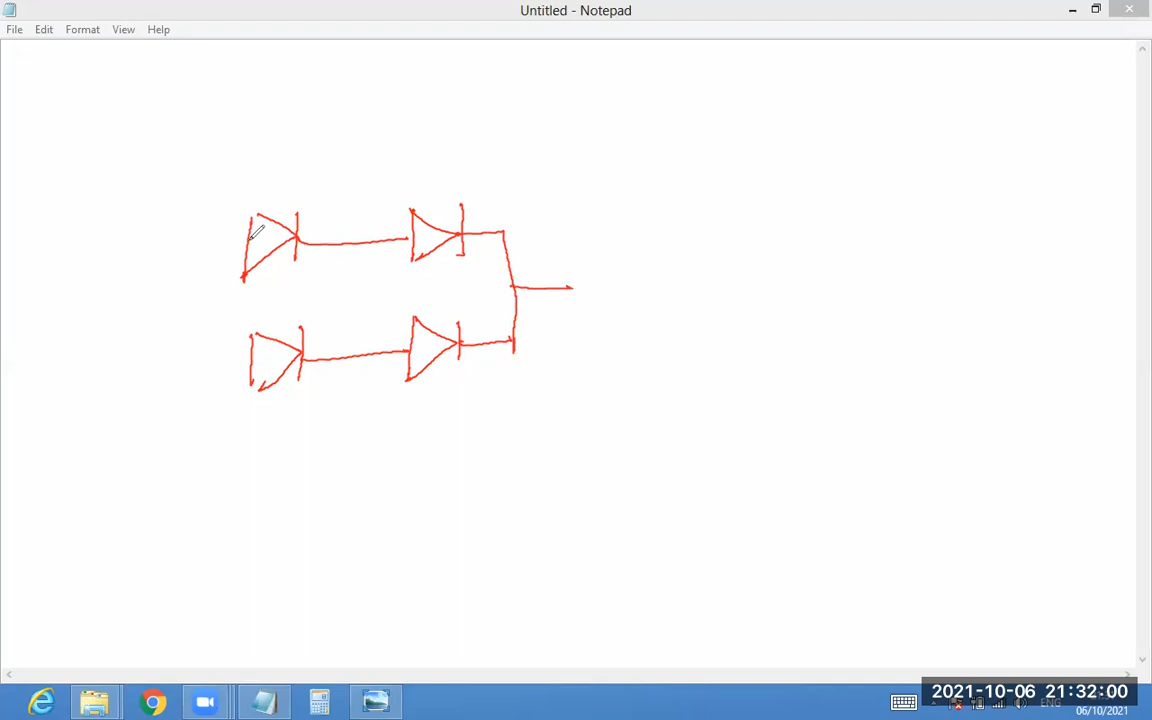 Untitled - Notepad
File Edit Format View Help
2021-10-06 21:32:00
ENG
06/10/2021